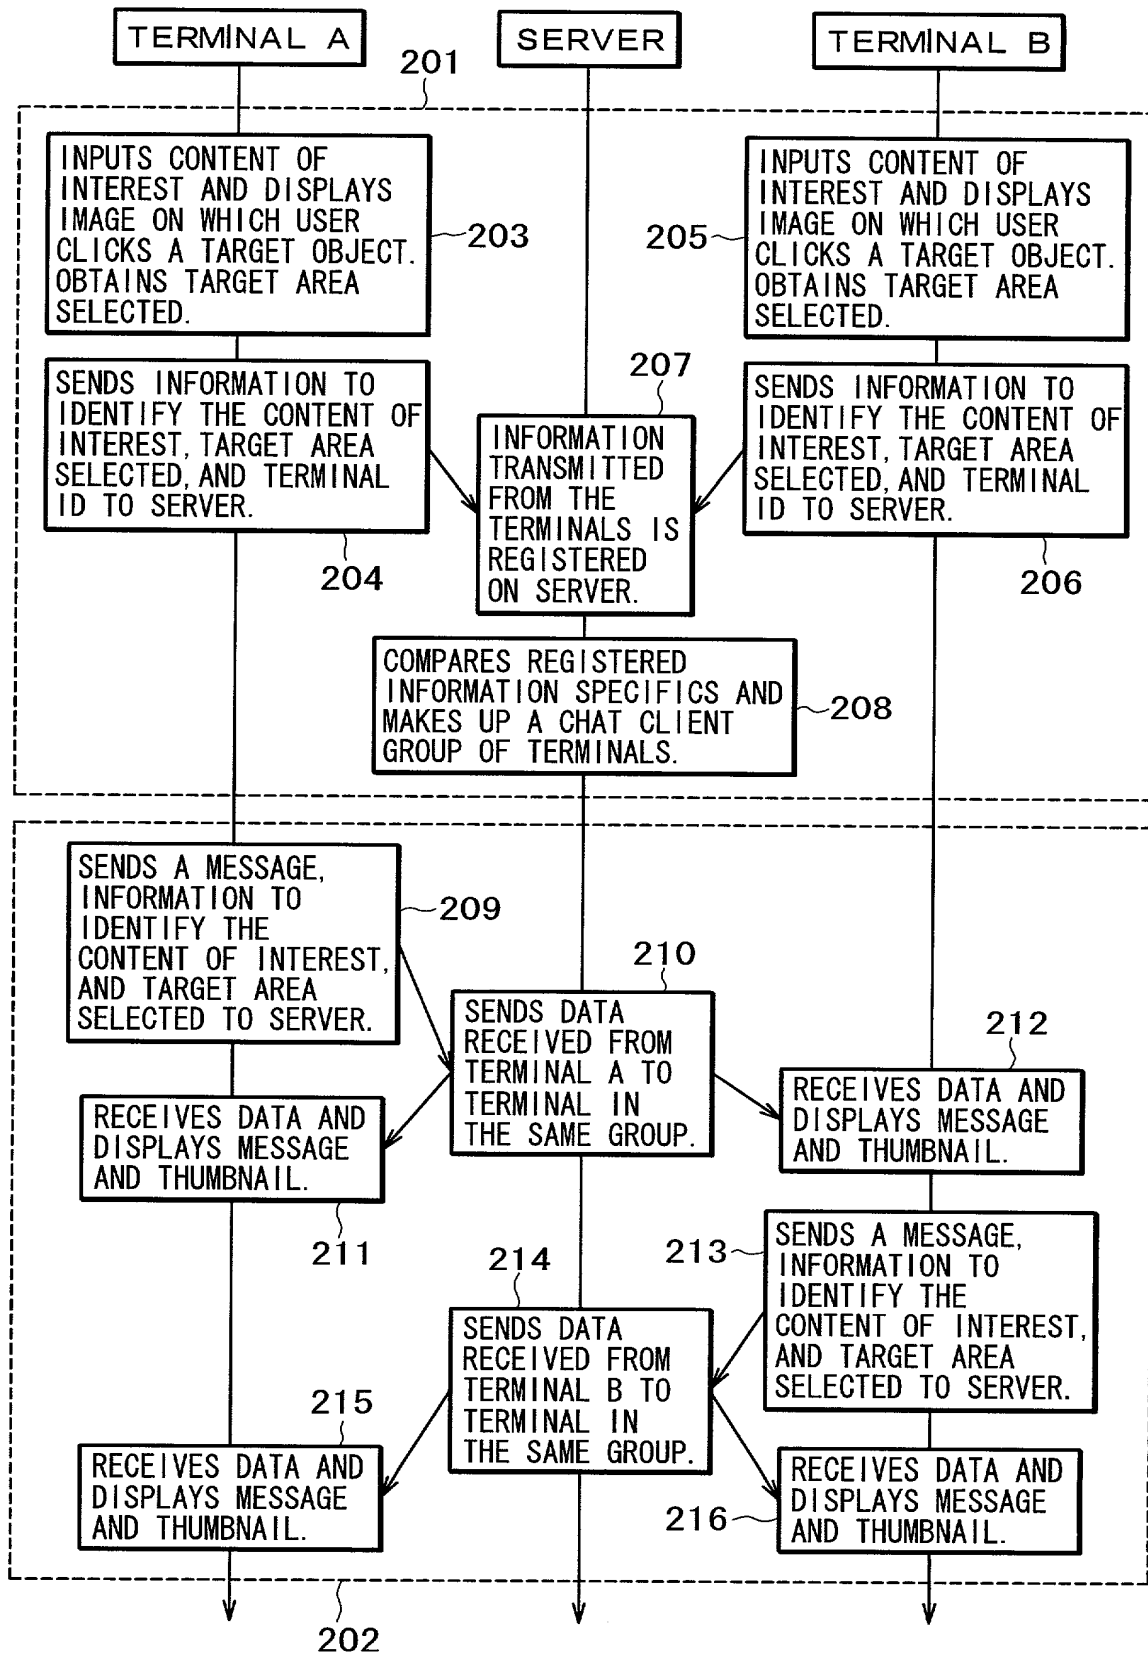 TERMINAL A
SERVER
TERMINAL B
201
INPUTS CONTENT OF
INTEREST AND DISPLAYS
IMAGE ON WHICH USER
CLICKS A TARGET OBJECT.
OBTAINS TARGET AREA
SELECTED.
203
INPUTS CONTENT OF
INTEREST AND DISPLAYS
IMAGE ON WHICH USER
CLICKS A TARGET OBJECT.
OBTAINS TARGET AREA
SELECTED.
205
SENDS INFORMATION TO
IDENTIFY THE CONTENT OF
INTEREST, TARGET AREA
SELECTED, AND TERMINAL
ID TO SERVER.
204
207
INFORMATION
TRANSMITTED
FROM THE
TERMINALS IS
REGISTERED
ON SERVER.
SENDS INFORMATION TO
IDENTIFY THE CONTENT OF
INTEREST, TARGET AREA
SELECTED, AND TERMINAL
ID TO SERVER.
206
COMPARES REGISTERED
INFORMATION SPECIFICS AND
MAKES UP A CHAT CLIENT
GROUP OF TERMINALS.
208
SENDS A MESSAGE,
INFORMATION TO
IDENTIFY THE
CONTENT OF INTEREST,
AND TARGET AREA
SELECTED TO SERVER.
209
210
SENDS DATA
RECEIVED FROM
TERMINAL A TO
TERMINAL IN
THE SAME GROUP.
212
RECEIVES DATA AND
DISPLAYS MESSAGE
AND THUMBNAIL.
RECEIVES DATA AND
DISPLAYS MESSAGE
AND THUMBNAIL.
211
213
SENDS A MESSAGE,
INFORMATION TO
IDENTIFY THE
CONTENT OF INTEREST,
AND TARGET AREA
SELECTED TO SERVER.
214
SENDS DATA
RECEIVED FROM
TERMINAL B TO
TERMINAL IN
THE SAME GROUP.
215
RECEIVES DATA AND
DISPLAYS MESSAGE
AND THUMBNAIL.
RECEIVES DATA AND
DISPLAYS MESSAGE
AND THUMBNAIL.
216
202